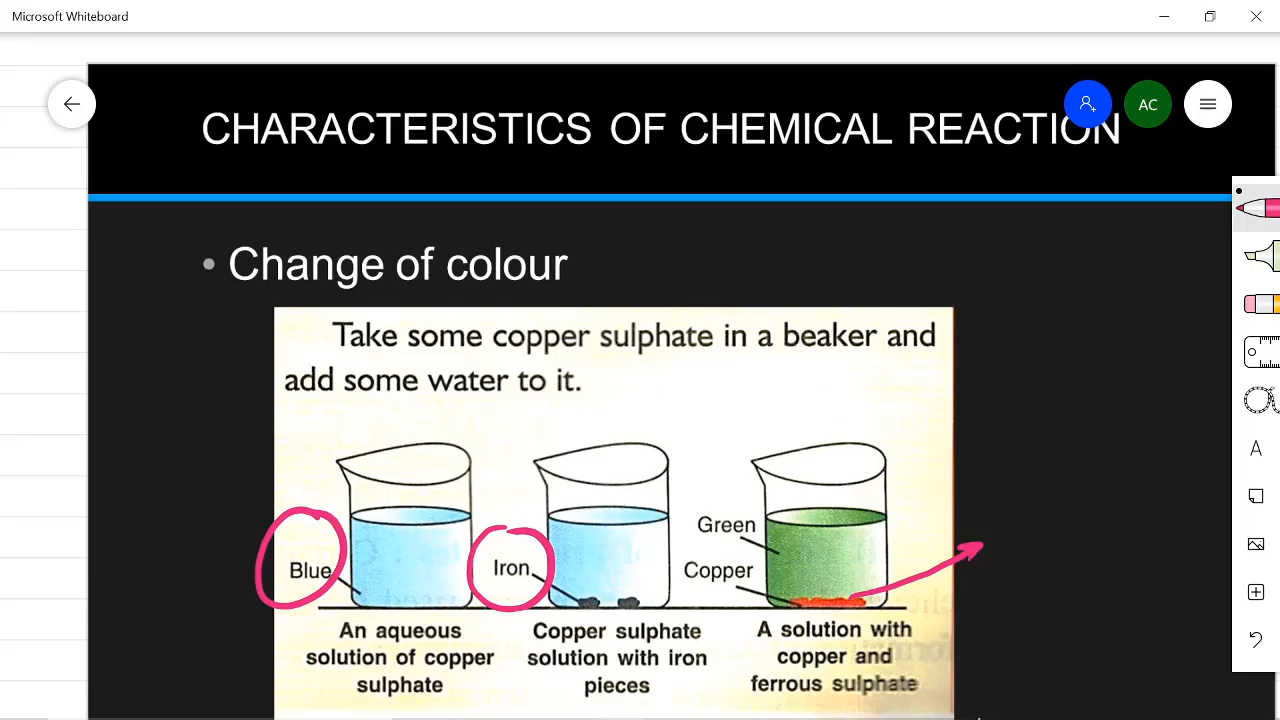 Microsoft Whiteboard
AC
CHARACTERISTICS OF CHEMICAL REACTION
• Change of colour
Take some copper sulphate in a beaker and
add some water to it.
Blue
Iron
Green
Copper
An aqueous
solution of copper
sulphate
Copper sulphate
solution with iron
pieces
A solution with
copper and
ferrous sulphate
A